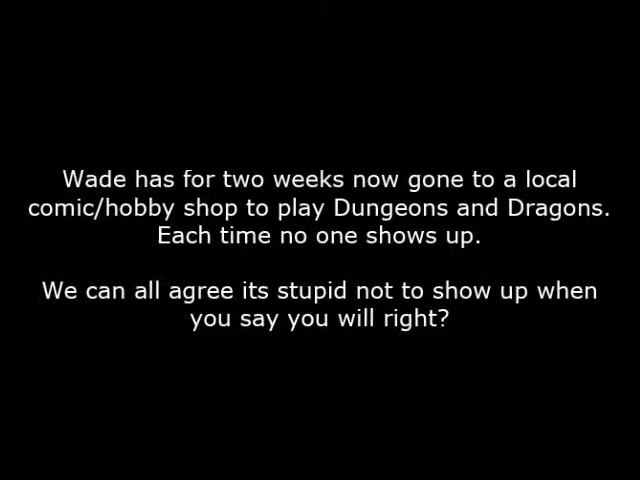 Wade has for two weeks now gone to a local
comic/hobby shop to play Dungeons and Dragons.
Each time no one shows up.
We can all agree its stupid not to show up when
you say you will right?